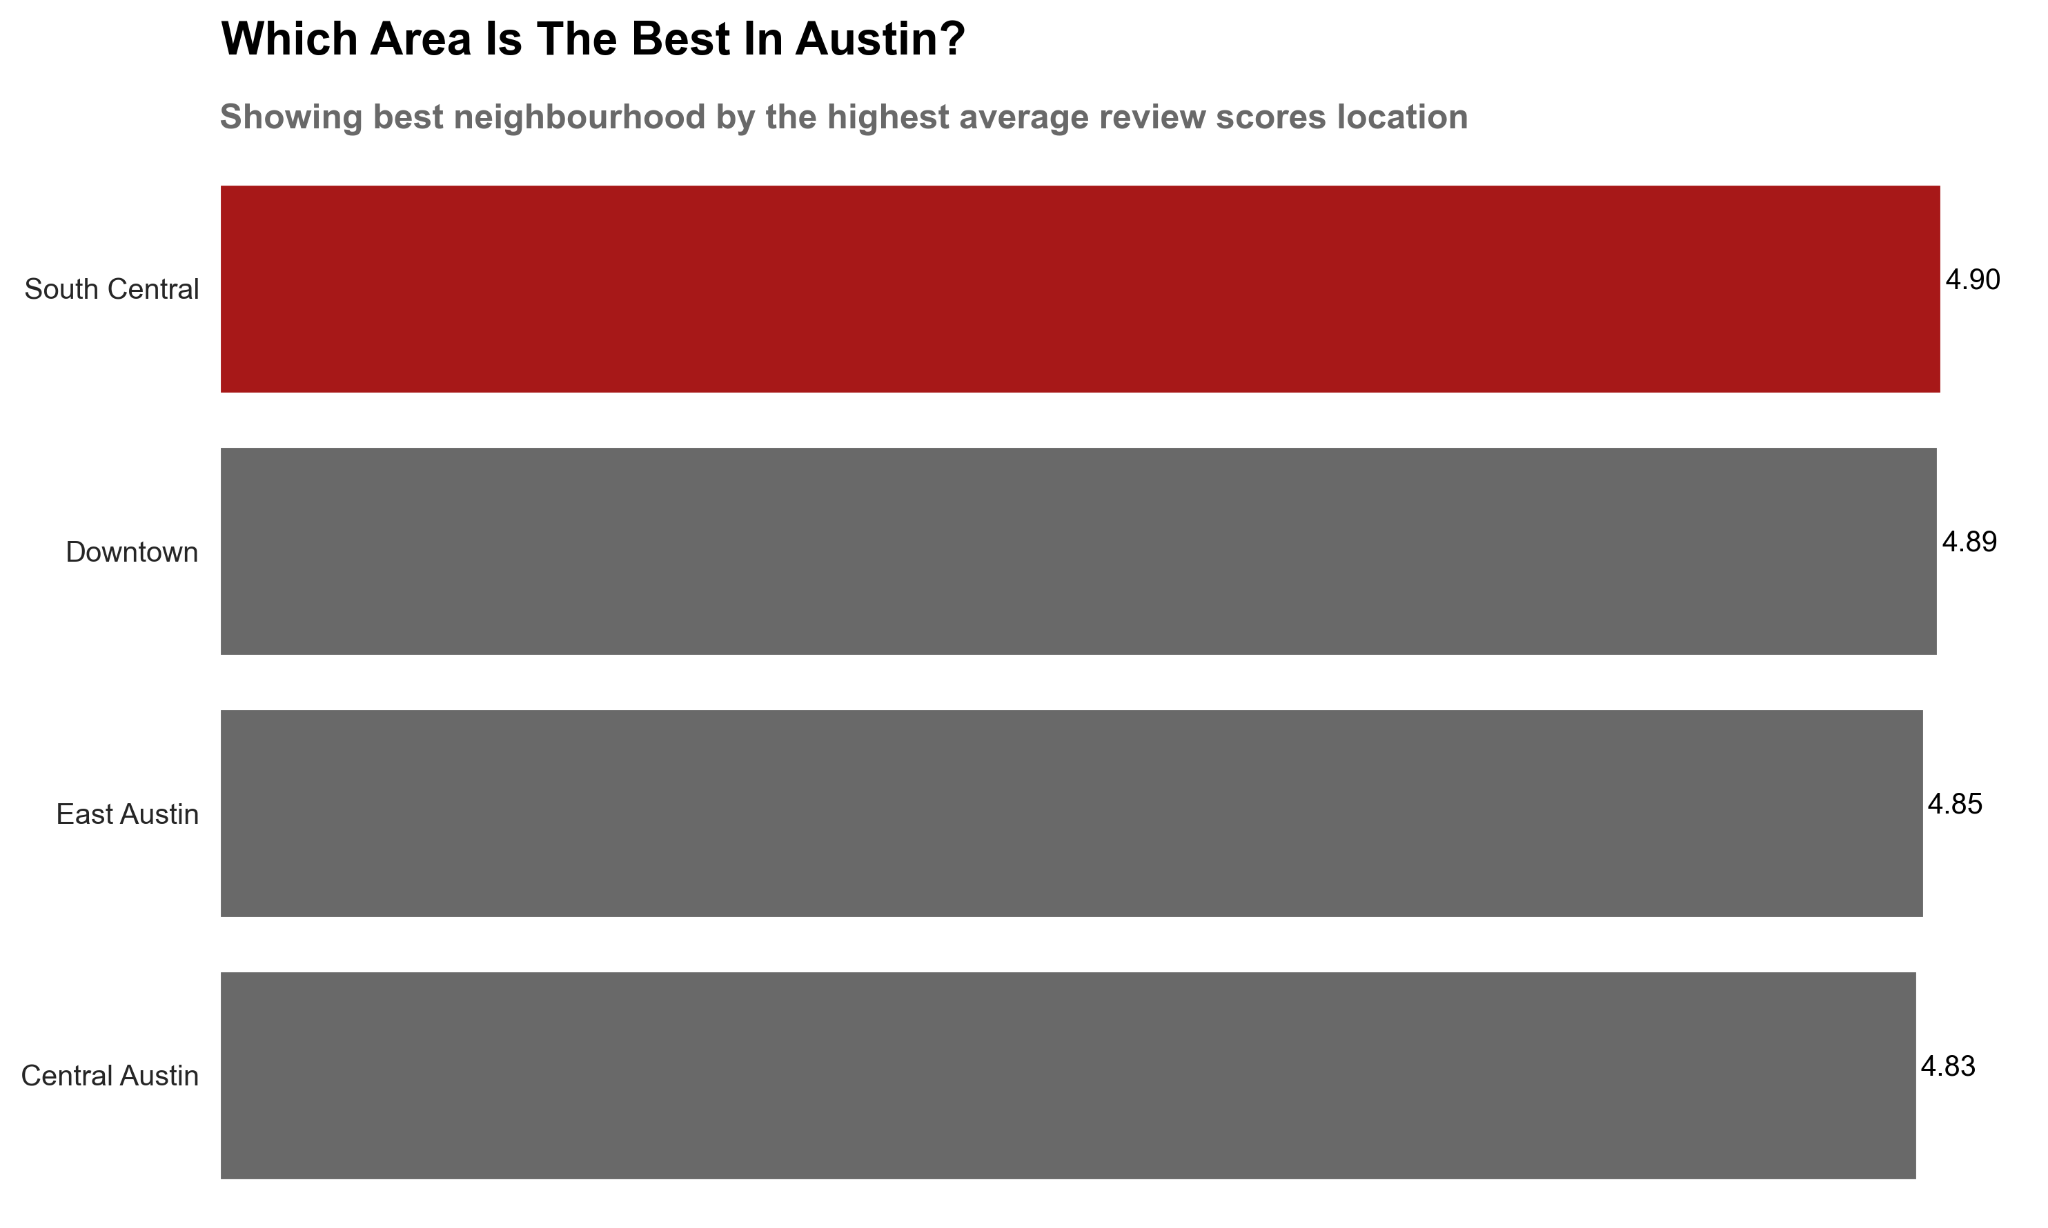 Which Area Is The Best In Austin?
Showing best neighbourhood by the highest average review scores location
South Central
4.90
Downtown
4.89
East Austin
4.85
Central Austin
4.83